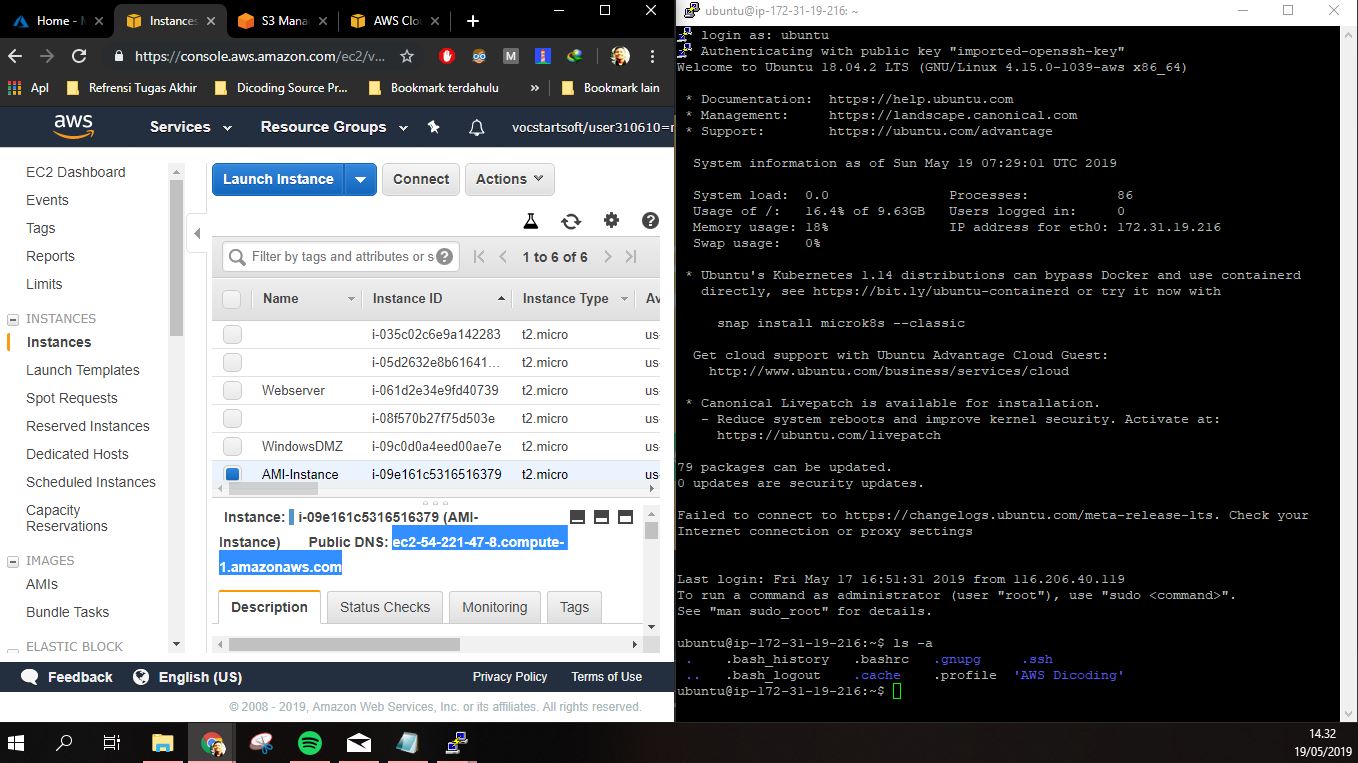 Home - M
Instances
S3 Mana
AWS Clou
https://console.aws.amazon.com/ec2/v...
Apl
Refrensi Tugas Akhir
Dicoding Source Pr...
Bookmark terdahulu
»
Bookmark lain
aws
Services
Resource Groups
vocstartsoft/user310610=r
EC2 Dashboard
Events
Tags
Reports
Limits
INSTANCES
Instances
Launch Templates
Spot Requests
Reserved Instances
Dedicated Hosts
Scheduled Instances
Capacity
Reservations
IMAGES
AMIs
Bundle Tasks
ELASTIC BLOCK
Launch Instance
Connect
Actions
Filter by tags and attributes or s
1 to 6 of 6
Name Instance ID Instance Type Av
i-035c02c6e9a142283 t2.micro us-
i-05d2632e8b61641... t2.micro us-
Webserver i-061d2e34e9fd40739 t2.micro us-
i-08f570b27f75d503e t2.micro us-
WindowsDMZ i-09c0d0a4eed00ae7e t2.micro us-
AMI-Instance i-09e161c5316516379 t2.micro us-
Instance: i-09e161c5316516379 (AMI-
Instance) Public DNS: ec2-54-221-47-8.compute-
1.amazonaws.com
Description
Status Checks
Monitoring
Tags
Feedback
English (US)
Privacy Policy
Terms of Use
© 2008 - 2019, Amazon Web Services, Inc. or its affiliates. All rights reserved.
ubuntu@ip-172-31-19-216: ~
login as: ubuntu
Authenticating with public key "imported-openssh-key"
Welcome to Ubuntu 18.04.2 LTS (GNU/Linux 4.15.0-1039-aws x86_64)
* Documentation: https://help.ubuntu.com
* Management: https://landscape.canonical.com
* Support: https://ubuntu.com/advantage
System information as of Sun May 19 07:29:01 UTC 2019
System load: 0.0 Processes: 86
Usage of /: 16.4% of 9.63GB Users logged in: 0
Memory usage: 18% IP address for eth0: 172.31.19.216
Swap usage: 0%
* Ubuntu's Kubernetes 1.14 distributions can bypass Docker and use containerd
directly, see https://bit.ly/ubuntu-containerd or try it now with
snap install microk8s --classic
Get cloud support with Ubuntu Advantage Cloud Guest:
http://www.ubuntu.com/business/services/cloud
* Canonical Livepatch is available for installation.
- Reduce system reboots and improve kernel security. Activate at:
https://ubuntu.com/livepatch
79 packages can be updated.
0 updates are security updates.
Failed to connect to https://changelogs.ubuntu.com/meta-release-lts. Check your
Internet connection or proxy settings
Last login: Fri May 17 16:51:31 2019 from 116.206.40.119
To run a command as administrator (user "root"), use "sudo <command>".
See "man sudo_root" for details.
ubuntu@ip-172-31-19-216:~$ ls -a
. .bash_history .bashrc .gnupg .ssh
.. .bash_logout .cache .profile 'AWS Dicoding'
ubuntu@ip-172-31-19-216:~$
14.32
19/05/2019